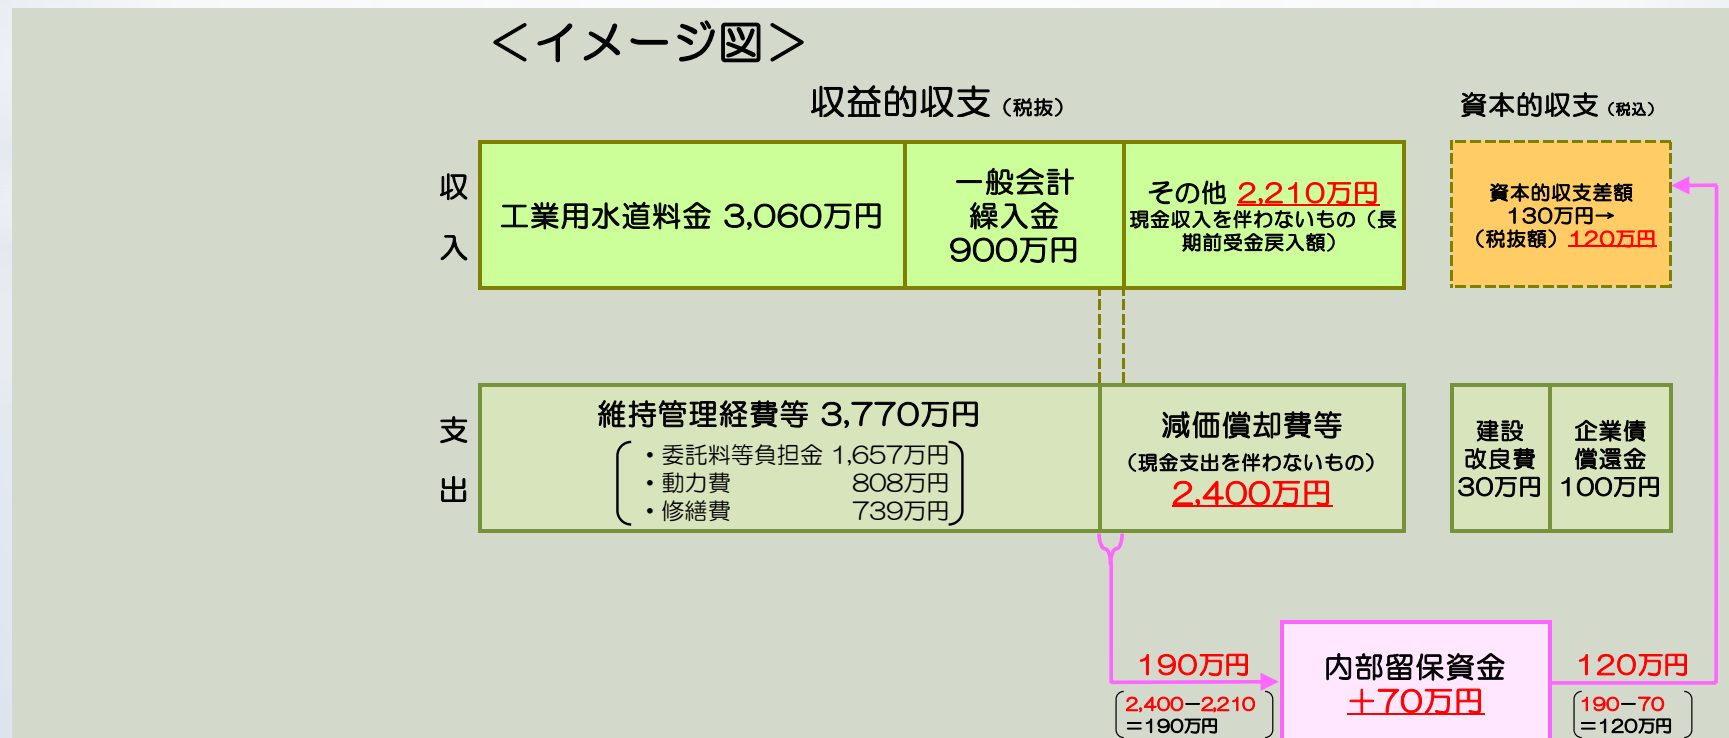 ＜イメージ図＞
収益的収支（税抜）
資本的収支（税込）
収
入
工業用水道料金 3,060万円
一般会計
繰入金
900万円
その他 2,210万円
現金収入を伴わないもの（長
期前受金戻入額）
資本的収支差額
130万円→
（税抜額）120万円
支
出
維持管理経費等 3,770万円
・委託料等負担金 1,657万円
・動力費 808万円
・修繕費 739万円
減価償却費等
（現金支出を伴わないもの）
2,400万円
建設
改良費
30万円
企業債
償還金
100万円
190万円
2,400－2,210
＝190万円
内部留保資金
＋70万円
120万円
190－70
＝120万円